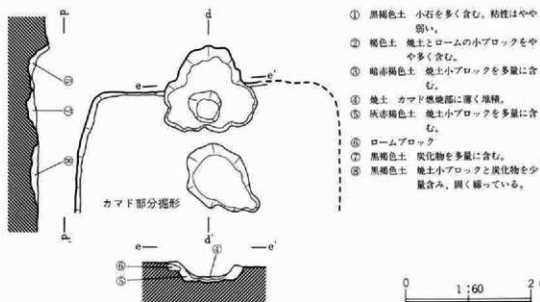 ① 黒褐色土 小石を多く含む。粘性はやや
弱い。
② 褐色土 焼土とロームの小ブロックをや
や多く含む。
③ 暗赤褐色土 焼土小ブロックを多量に含
む。
④ 焼土 カマド燃焼部に薄く堆積。
⑤ 灰赤褐色土 焼土小ブロックを多量に含
む。
⑥ ロームブロック
⑦ 黒褐色土 炭化物を多量に含む。
⑧ 黒褐色土 焼土小ブロックと炭化物を少
量含み、固く締っている。
d
e
e'
カマド部分掘形
d'
e
e'
④
⑥
⑤
⑧
0
1:60
2